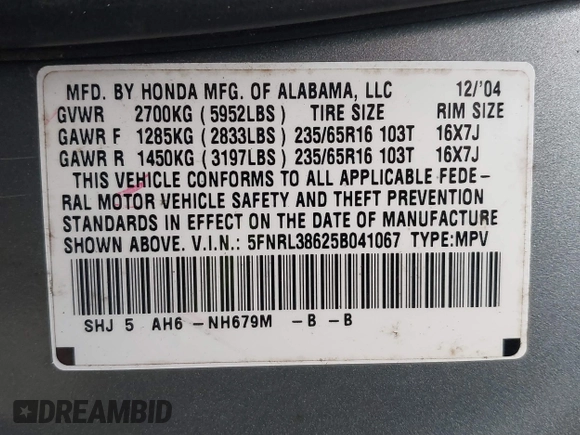 MFD. BY HONDA MFG. OF ALABAMA, LLC 12/'04
GVWR 2700KG (5952LBS) TIRE SIZE RIM SIZE
GAWR F 1285KG (2833LBS) 235/65R16 103T 16X7J
GAWR R 1450KG (3197LBS) 235/65R16 103T 16X7J
THIS VEHICLE CONFORMS TO ALL APPLICABLE FEDE-
RAL MOTOR VEHICLE SAFETY AND THEFT PREVENTION
STANDARDS IN EFFECT ON THE DATE OF MANUFACTURE
SHOWN ABOVE. V.I.N.: 5FNRL38625B041067 TYPE:MPV
SHJ 5 AH6 -NH679M -B -B
DREAMBID